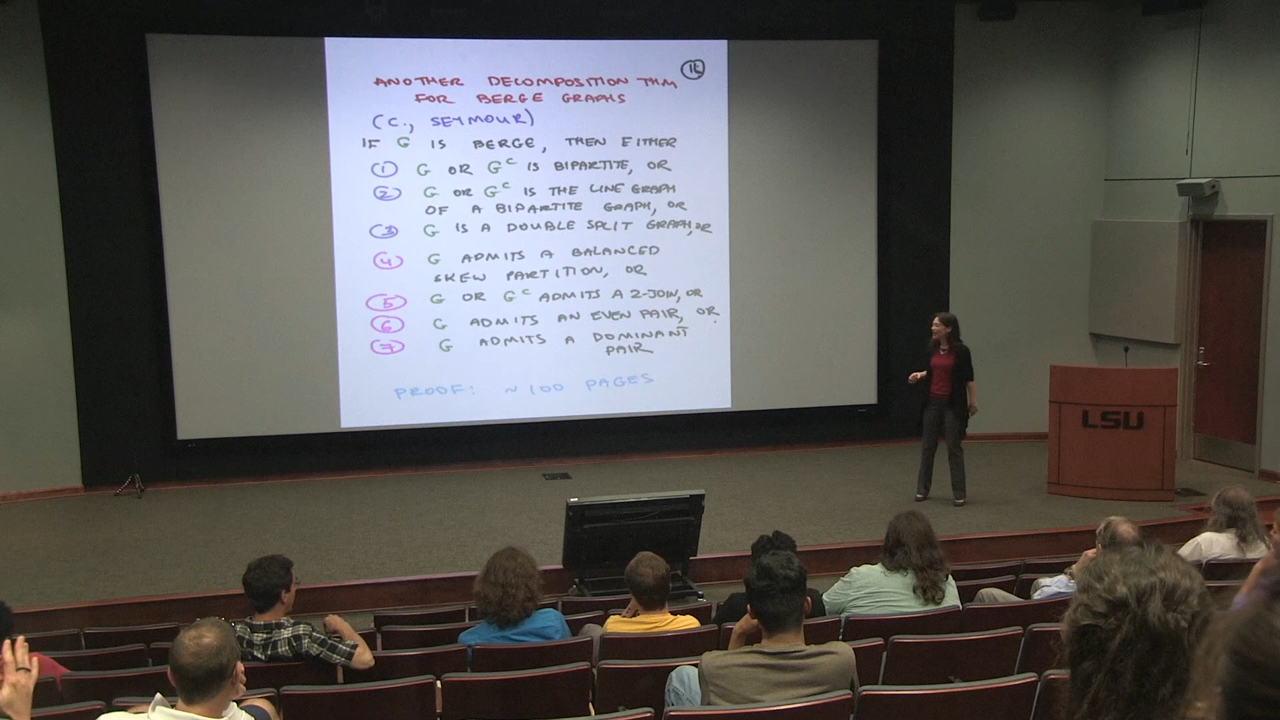 ANOTHER DECOMPOSITION THM
FOR BERGE GRAPHS
(C., SEYMOUR)
IF G IS BERGE, THEN EITHER
① G OR Gᶜ IS BIPARTITE, OR
② G OR Gᶜ IS THE LINE GRAPH
OF A BIPARTITE GRAPH, OR
③ G IS A DOUBLE SPLIT GRAPH, OR
④ G ADMITS A BALANCED
SKEW PARTITION, OR
⑤ G OR Gᶜ ADMITS A 2-JOIN, OR
⑥ G ADMITS AN EVEN PAIR, OR
⑦ G ADMITS A DOMINANT
PAIR
PROOF: ~100 PAGES
LSU